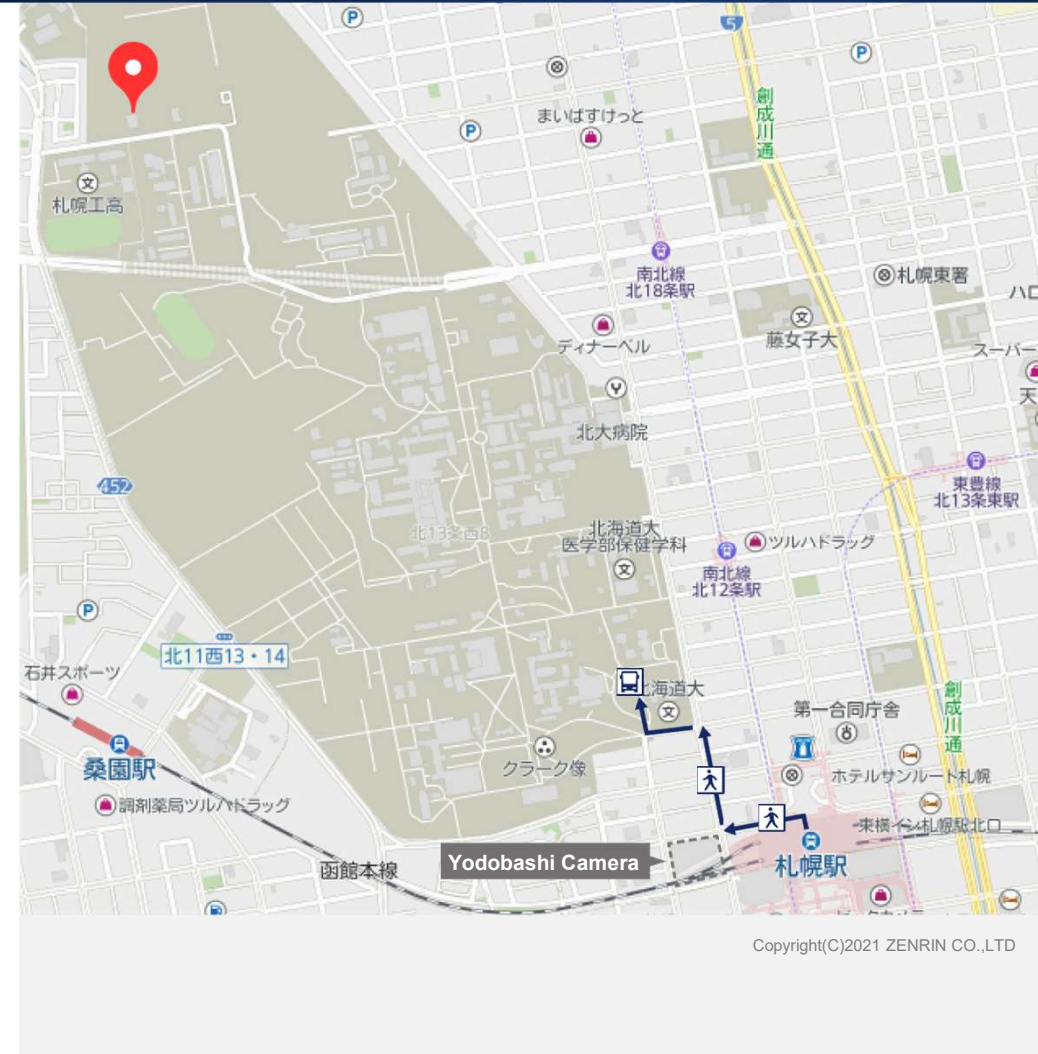 P
5
P
まいばすけっと
創成川通
P
文
札幌工高
南北線
北18条駅
札幌東署
ハロ
文
藤女子大
ディナーベル
スーパー
天
北大病院
452
東豊線
北13条東駅
北13条西8
北海道大
医学部保健学科
文
ツルハドラッグ
南北線
北12条駅
P
北11西13・14
石井スポーツ
海道大
文
第一合同庁舎
創成川通
桑園駅
クラーク像
ホテルサンルート札幌
調剤薬局ツルハドラッグ
東横イン札幌駅北口
Yodobashi Camera
函館本線
札幌駅
Copyright(C)2021 ZENRIN CO.,LTD